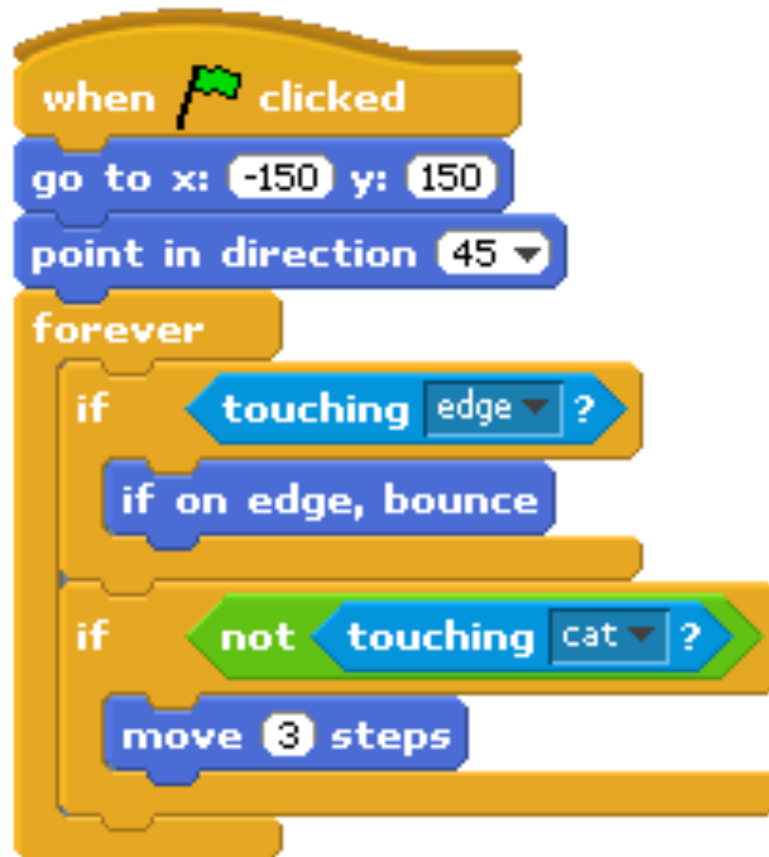 when clicked
go to x: -150 y: 150
point in direction 45
forever
if touching edge ?
if on edge, bounce
if not touching cat ?
move 3 steps